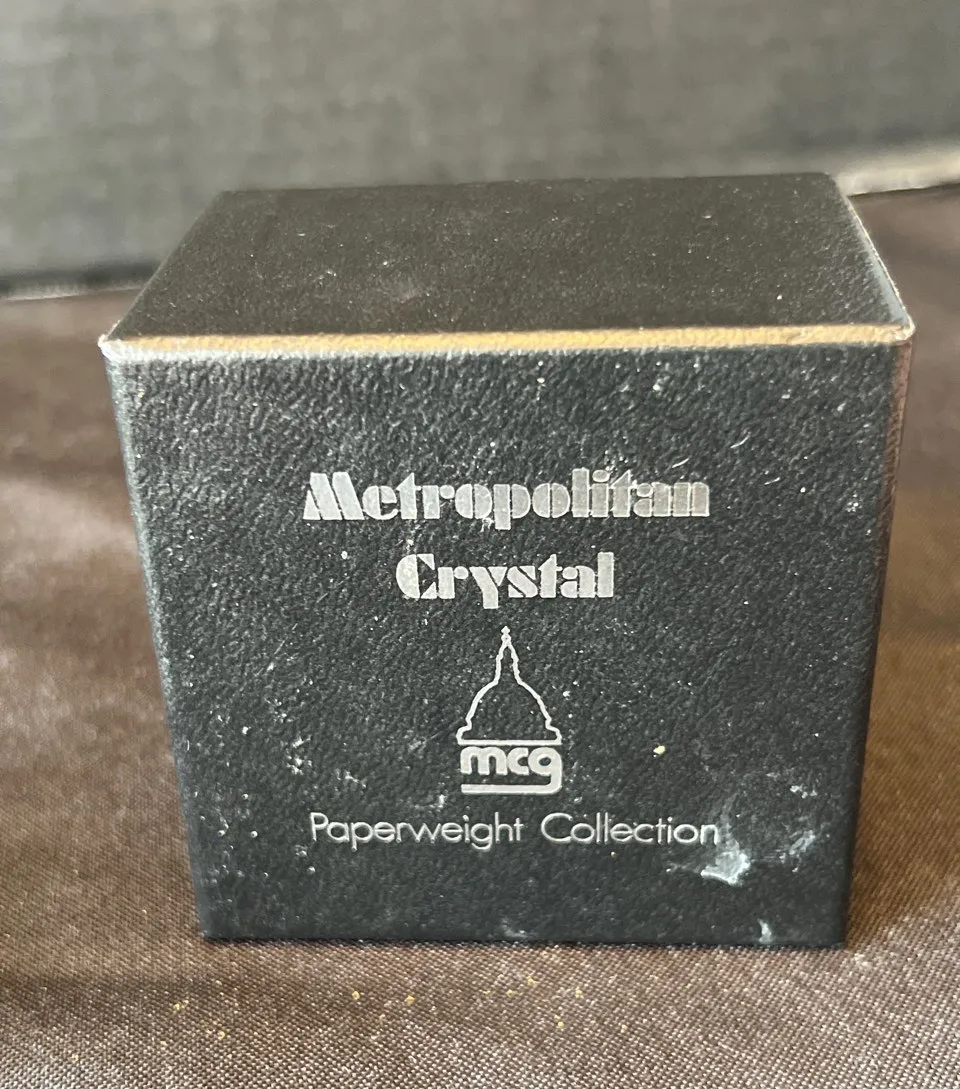 Metropolitan
Crystal
mcg
Paperweight Collection